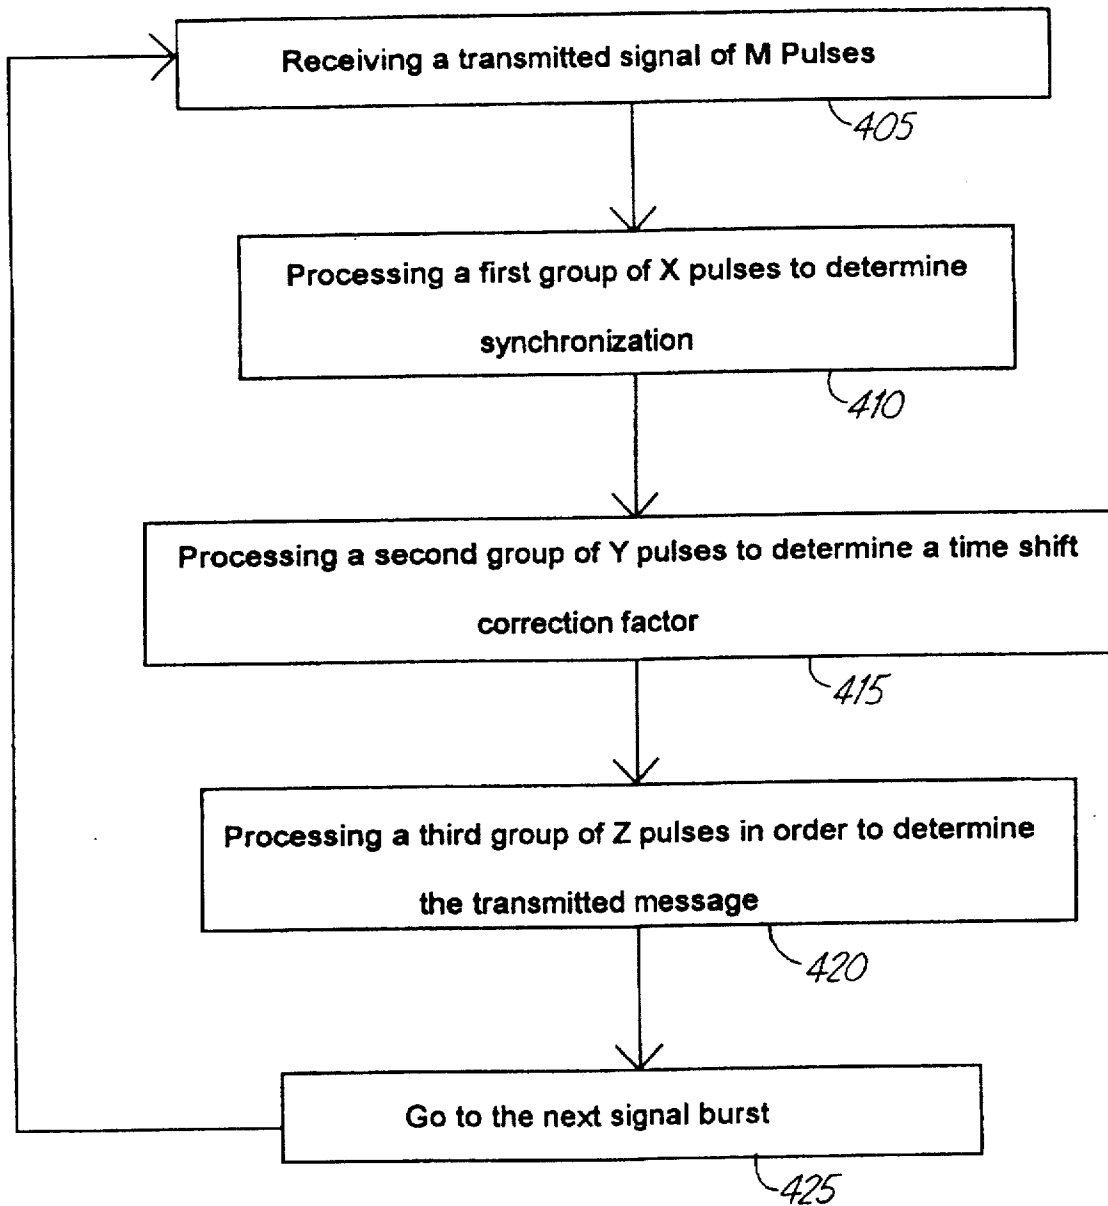 Receiving a transmitted signal of M Pulses
405
Processing a first group of X pulses to determine
synchronization
410
Processing a second group of Y pulses to determine a time shift
correction factor
415
Processing a third group of Z pulses in order to determine
the transmitted message
420
Go to the next signal burst
425